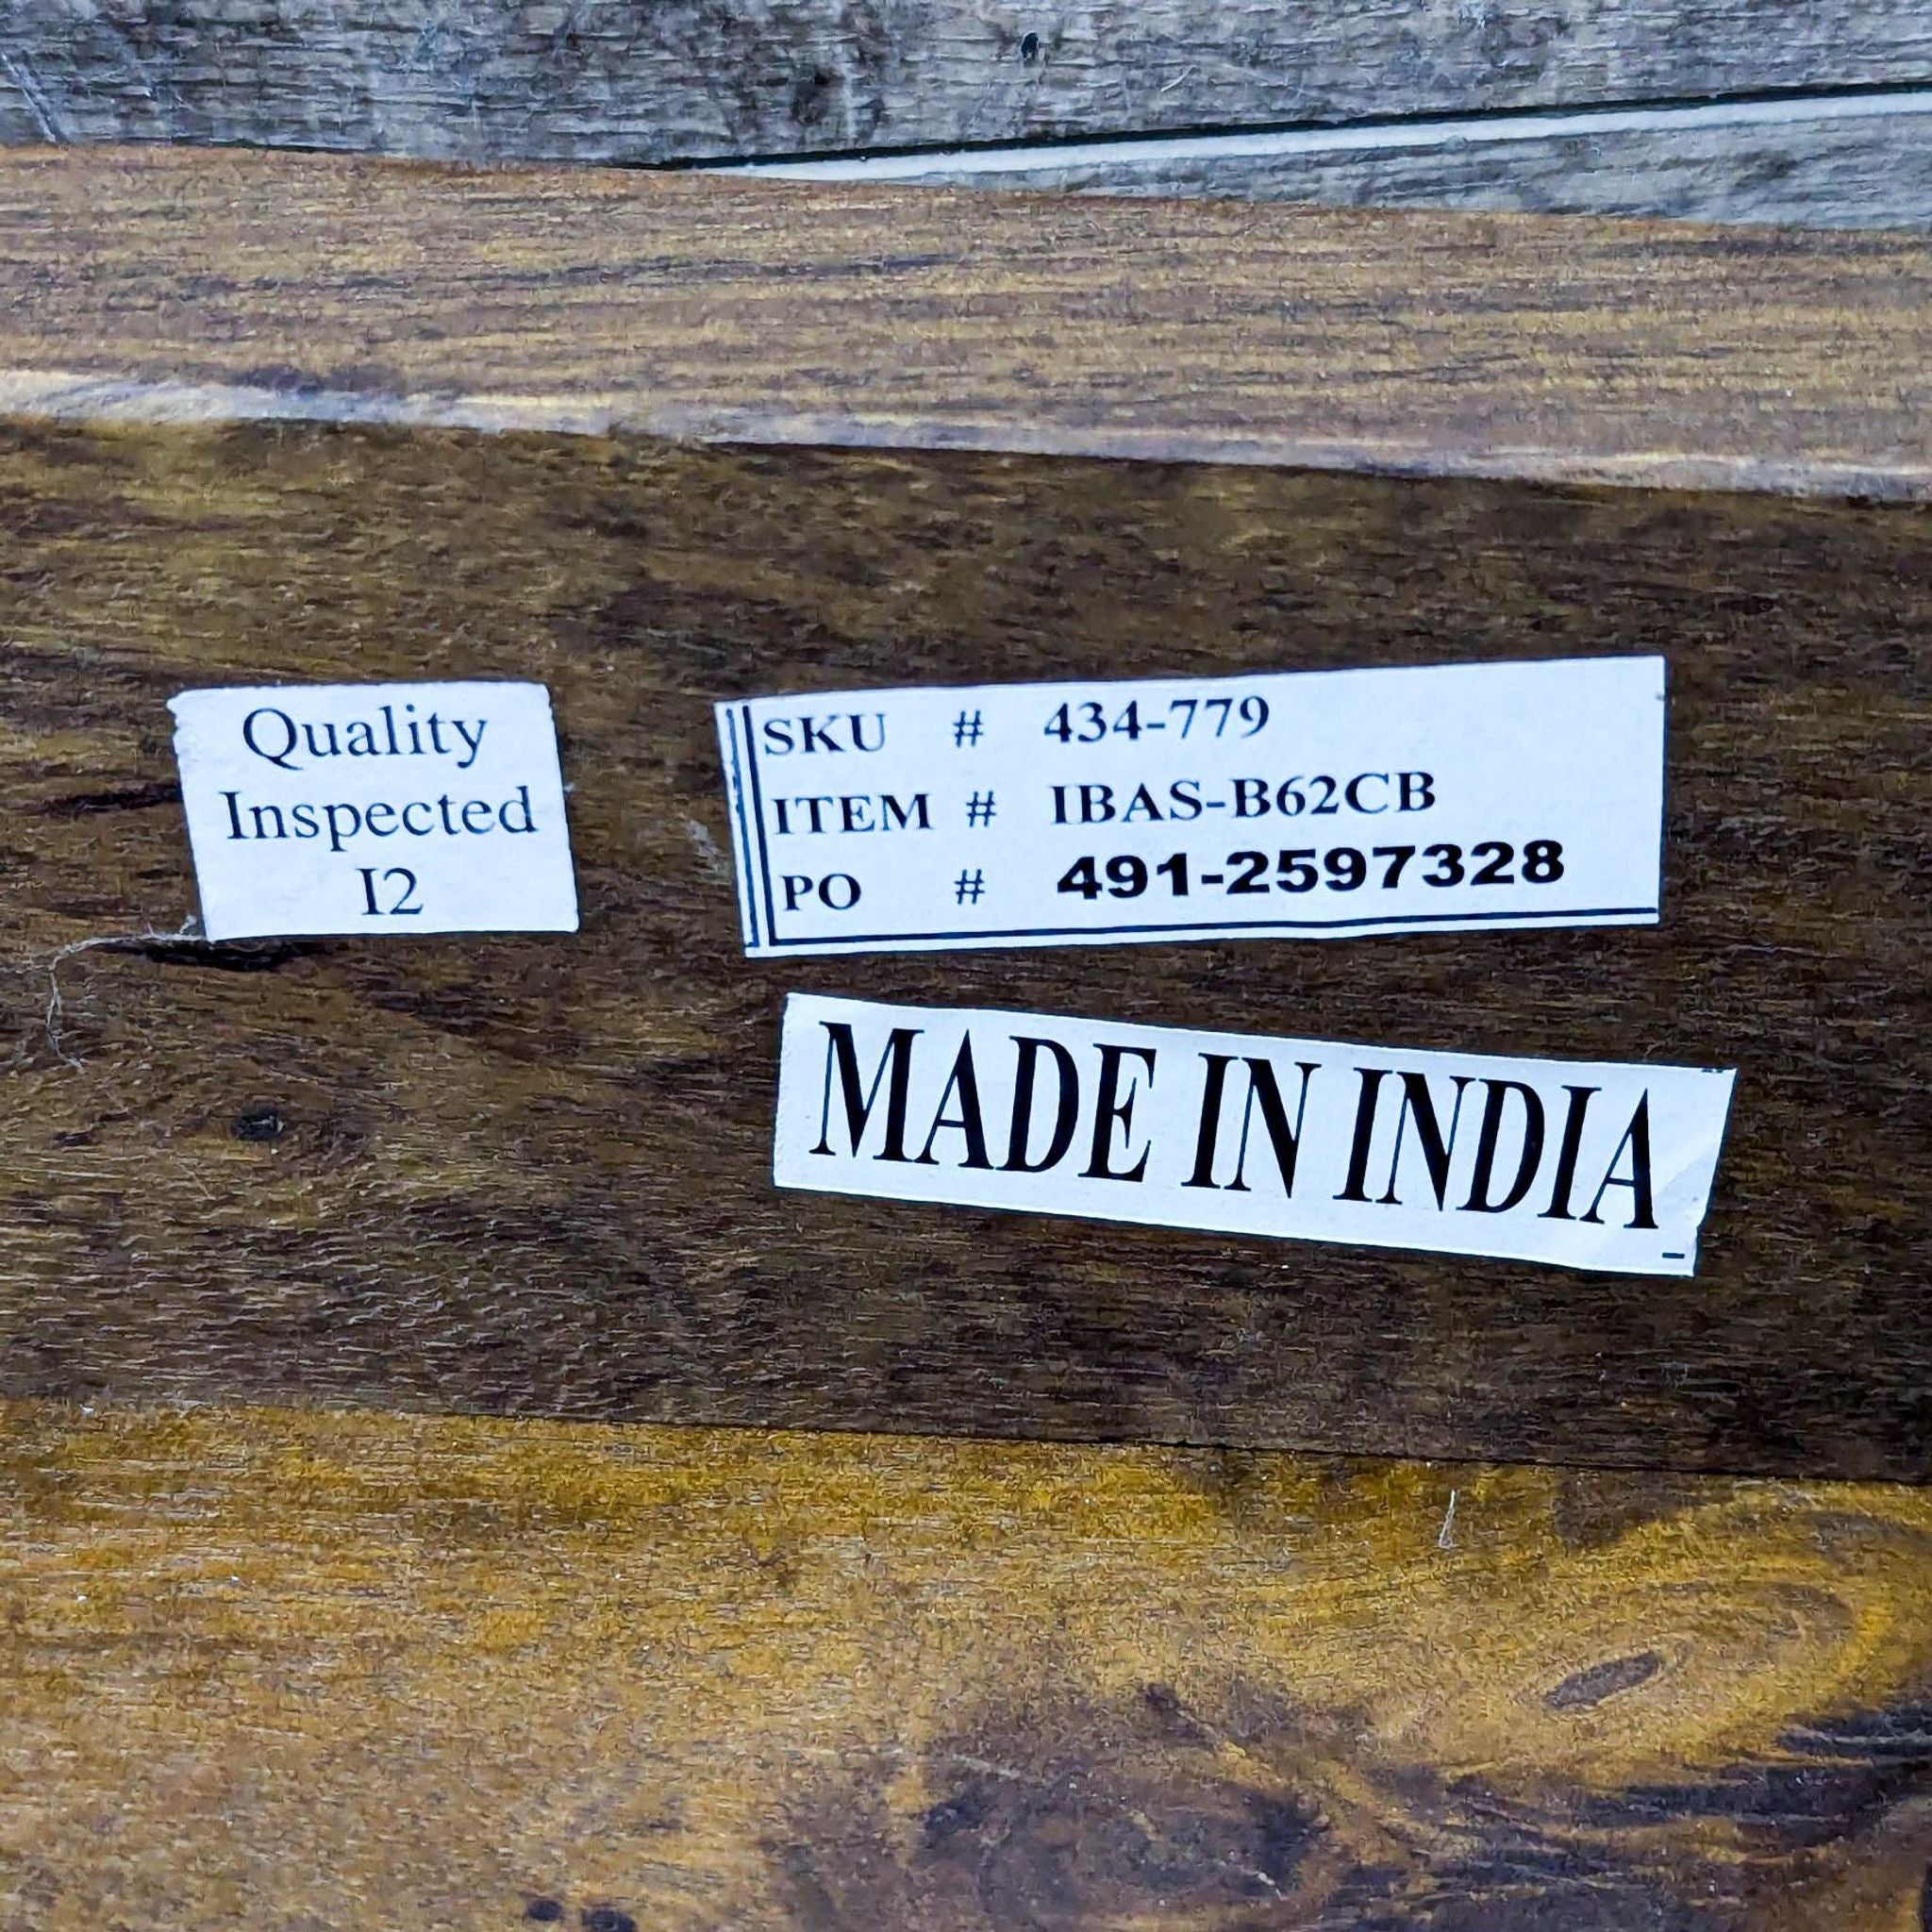 Quality
Inspected
I2
SKU # 434-779
ITEM # IBAS-B62CB
PO # 491-2597328
MADE IN INDIA